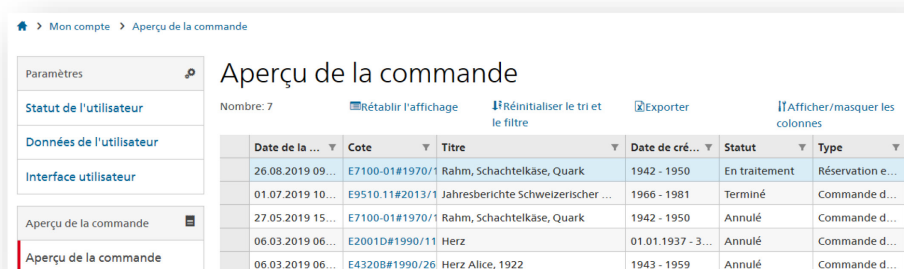 Mon compte > Aperçu de la commande
Paramètres
Statut de l'utilisateur
Données de l'utilisateur
Interface utilisateur
Aperçu de la commande
Aperçu de la commande
Aperçu de la commande
Nombre: 7 Rétablir l'affichage Réinitialiser le tri et Exporter Afficher/masquer les
le filtre colonnes
Date de la ... Cote Titre Date de cré... Statut Type
26.08.2019 09... E7100-01#1970/1 Rahm, Schachtelkäse, Quark 1942 - 1950 En traitement Réservation e...
01.07.2019 10... E9510.11#2013/1 Jahresberichte Schweizerischer ... 1966 - 1981 Terminé Commande d...
27.05.2019 15... E7100-01#1970/1 Rahm, Schachtelkäse, Quark 1942 - 1950 Annulé Commande d...
06.03.2019 06... E2001D#1990/11 Herz 01.01.1937 - 3... Annulé Commande d...
06.03.2019 06... E4320B#1990/26 Herz Alice, 1922 1943 - 1959 Annulé Commande d...